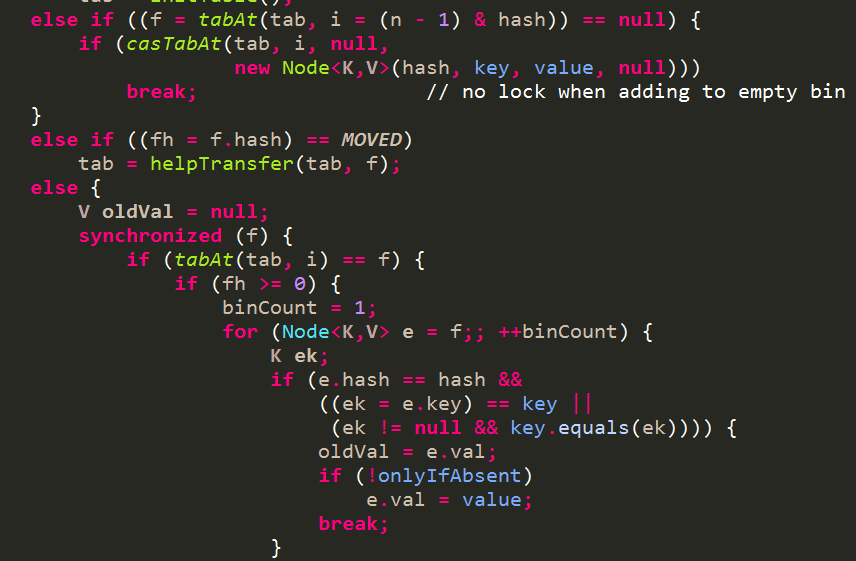 else if ((f = tabAt(tab, i = (n - 1) & hash)) == null) {
if (casTabAt(tab, i, null,
new Node<K,V>(hash, key, value, null)))
break; // no lock when adding to empty bin
}
else if ((fh = f.hash) == MOVED)
tab = helpTransfer(tab, f);
else {
V oldVal = null;
synchronized (f) {
if (tabAt(tab, i) == f) {
if (fh >= 0) {
binCount = 1;
for (Node<K,V> e = f;; ++binCount) {
K ek;
if (e.hash == hash &&
((ek = e.key) == key ||
(ek != null && key.equals(ek)))) {
oldVal = e.val;
if (!onlyIfAbsent)
e.val = value;
break;
}